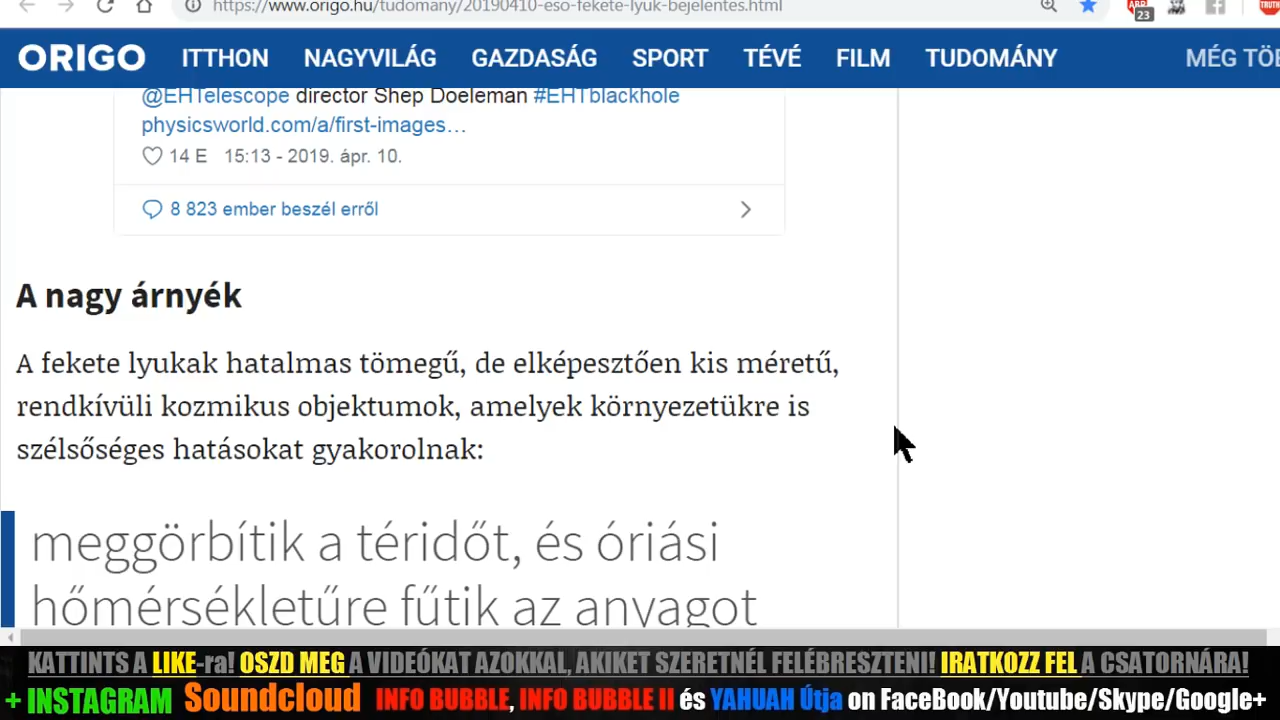 https://www.origo.hu/tudomany/20190410-eso-fekete-lyuk-bejelentes.html
23
ORIGO ITTHON NAGYVILÁG GAZDASÁG SPORT TÉVÉ FILM TUDOMÁNY MÉG
@EHTelescope director Shep Doeleman #EHTblackhole
physicsworld.com/a/first-images…
14 E 15:13 - 2019. ápr. 10.
8 823 ember beszél erről
A nagy árnyék
A fekete lyukak hatalmas tömegű, de elképesztően kis méretű,
rendkívüli kozmikus objektumok, amelyek környezetükre is
szélsőséges hatásokat gyakorolnak:
meggörbítik a téridőt, és óriási
hőmérsékletűre fűtik az anyagot
KATTINTS A LIKE-ra! OSZD MEG A VIDEÓKAT AZOKKAL, AKIKET SZERETNÉL FELÉBRESZTENI! IRATKOZZ FEL A CSATORNÁRA!
+ INSTAGRAM Soundcloud INFO BUBBLE, INFO BUBBLE II és YAHUAH Útja on FaceBook/Youtube/Skype/Google+